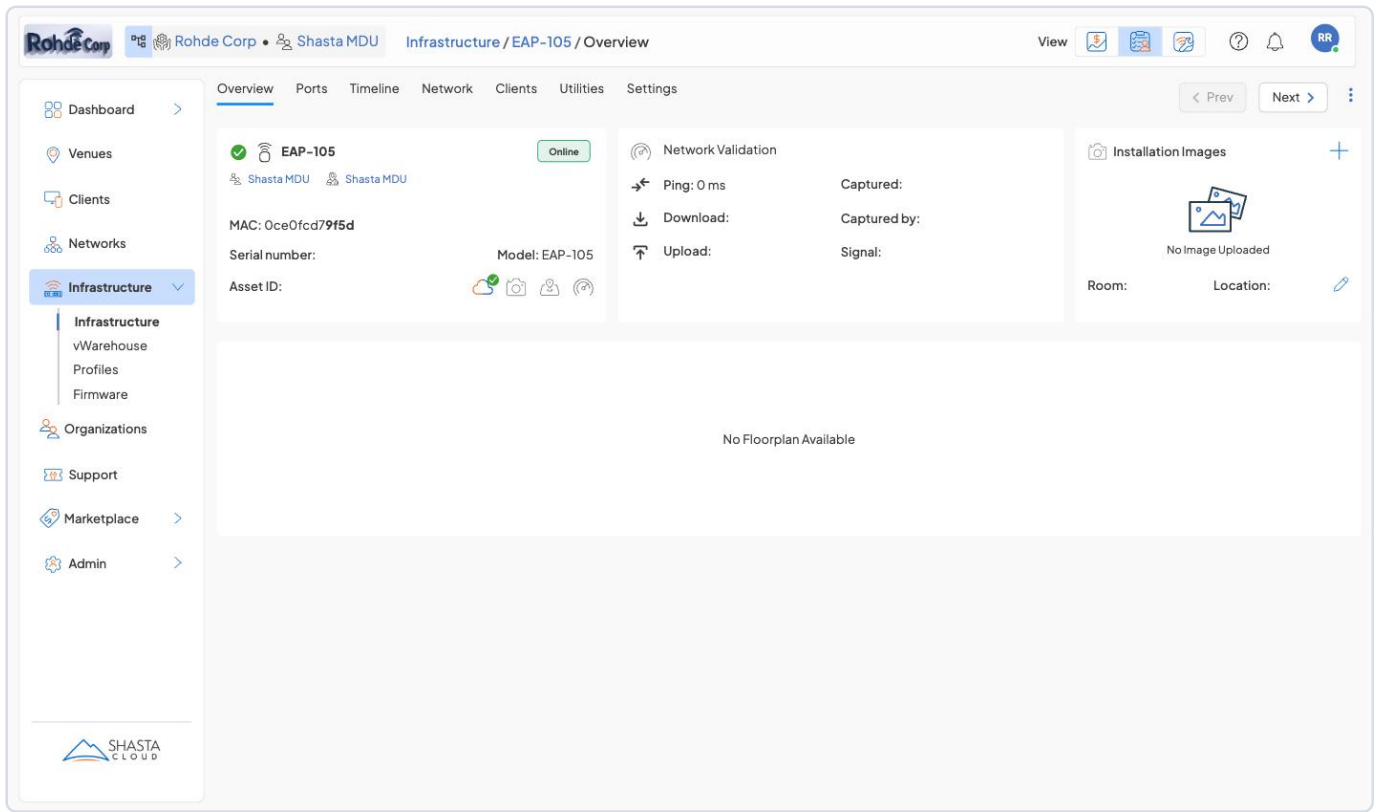 Rohde Corp Rohde Corp • Shasta MDU Infrastructure / EAP-105 / Overview View RR
Dashboard
Venues
Clients
Networks
Infrastructure
Infrastructure
vWarehouse
Profiles
Firmware
Organizations
Support
Marketplace
Admin
SHASTA
CLOUD
Overview Ports Timeline Network Clients Utilities Settings
Prev Next
EAP-105 Online
Shasta MDU Shasta MDU
MAC: 0ce0fcd79f5d
Serial number: Model: EAP-105
Asset ID:
Network Validation
Ping: 0 ms Captured:
Download: Captured by:
Upload: Signal:
Installation Images
No Image Uploaded
Room: Location:
No Floorplan Available